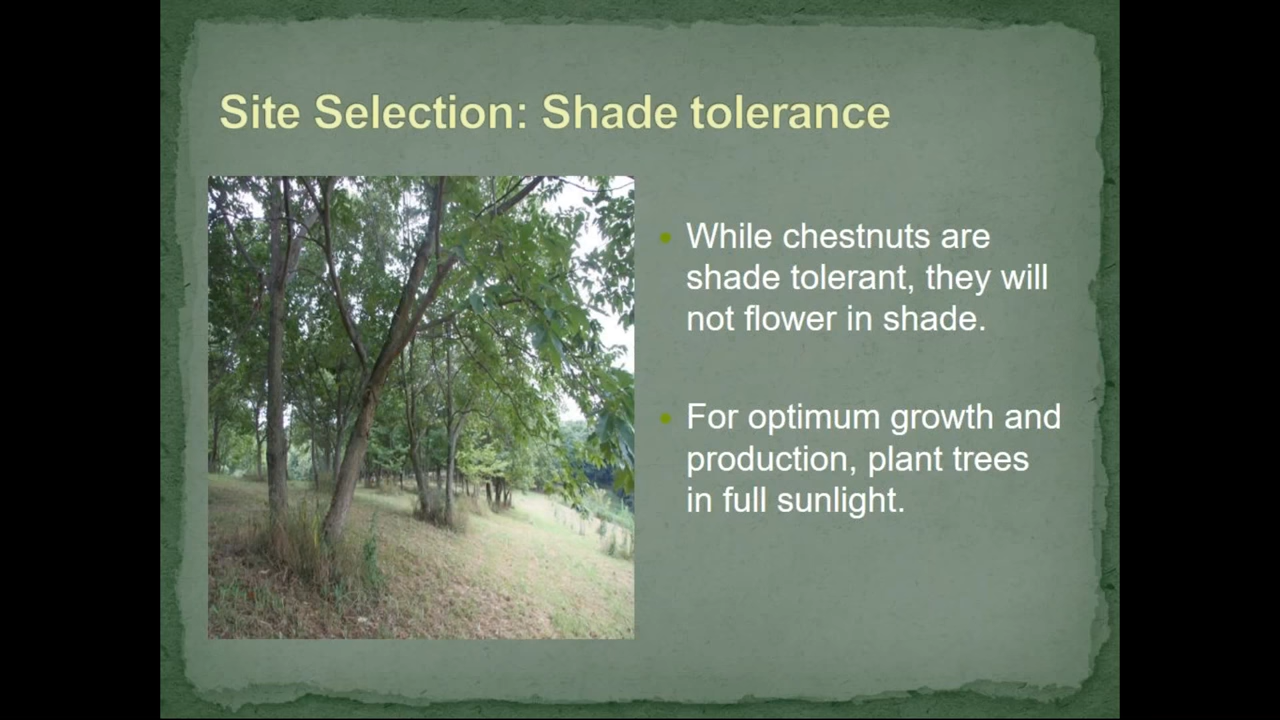 Site Selection: Shade tolerance
While chestnuts are
shade tolerant, they will
not flower in shade.
For optimum growth and
production, plant trees
in full sunlight.